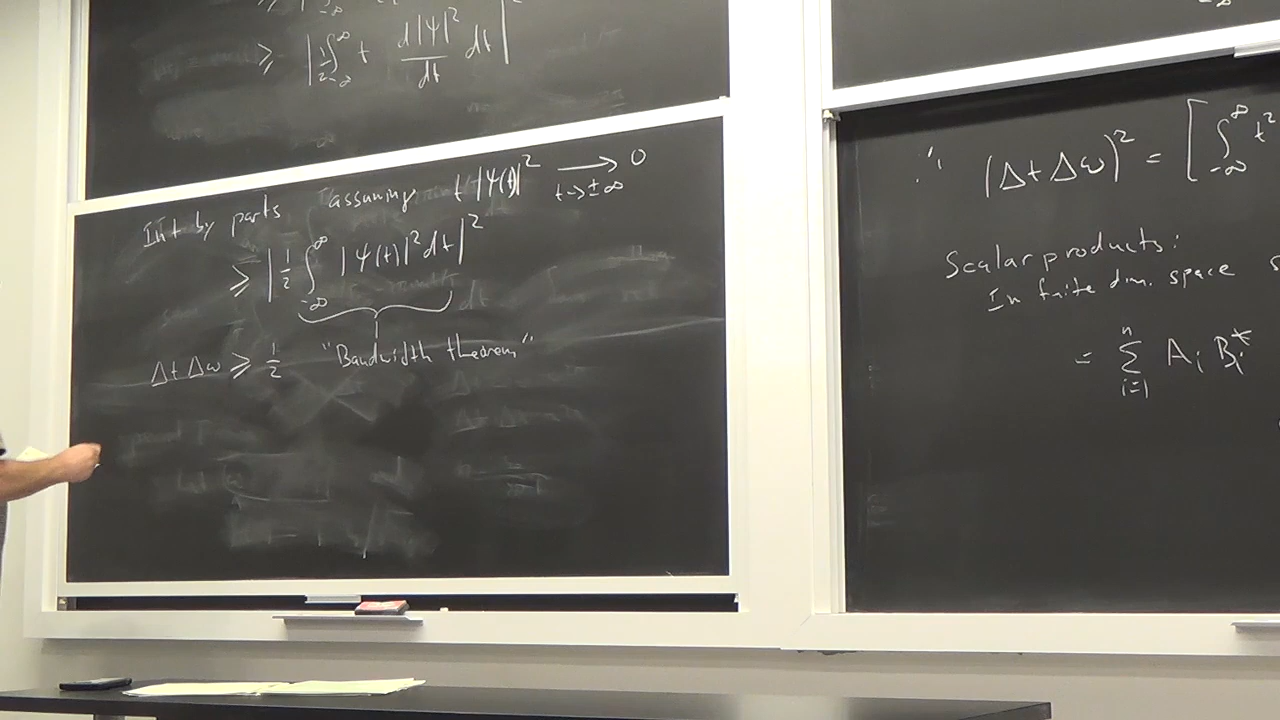 ≥ | 1/2 ∫_{-∞}^{∞} t d|ψ|²/dt dt |²
Int by parts assuming t |ψ(t)|² ⟶ 0
t→±∞
≥ | 1/2 ∫_{-∞}^{∞} |ψ(t)|² dt |²
Δt Δω ≥ 1/2 "Bandwidth theorem"
∴ (Δt Δω)² = [ ∫_{-∞}^{∞} t²
Scalar products:
In finite dim. space
= Σ_{i=1}^{n} A_i B_i*